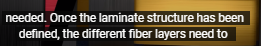 needed. Once the laminate structure has been
defined, the different fiber layers need to